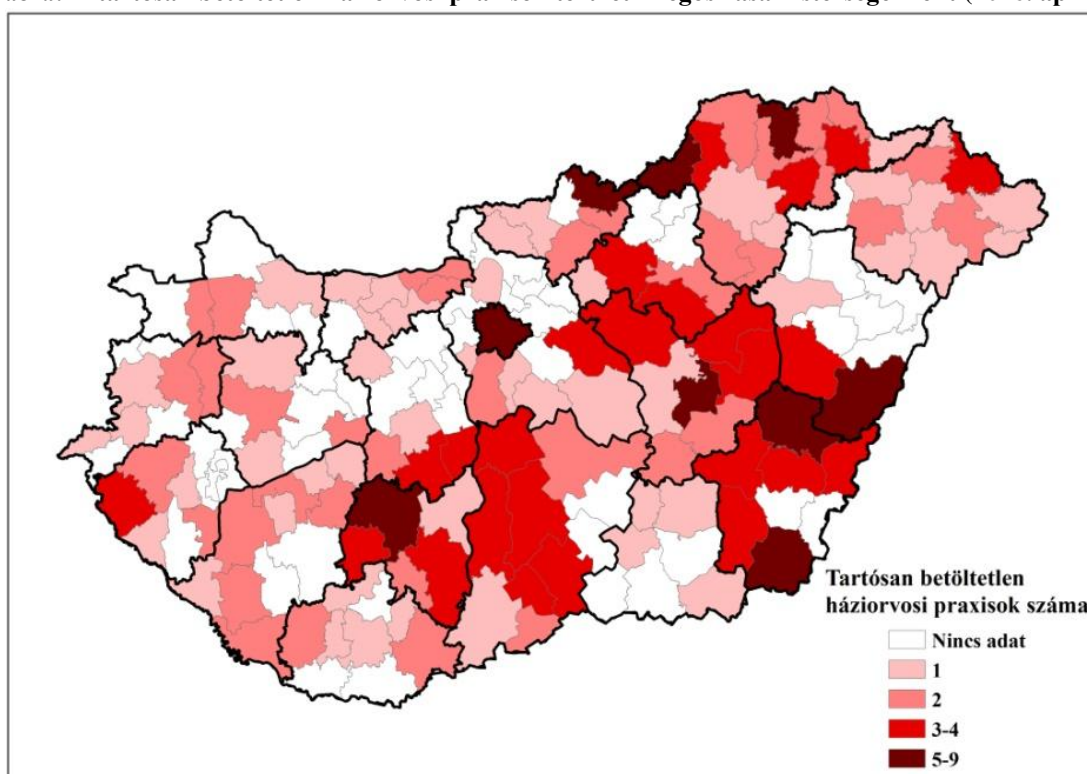 Tartósan betöltetlen
háziorvosi praxisok száma
Nincs adat
1
2
3-4
5-9